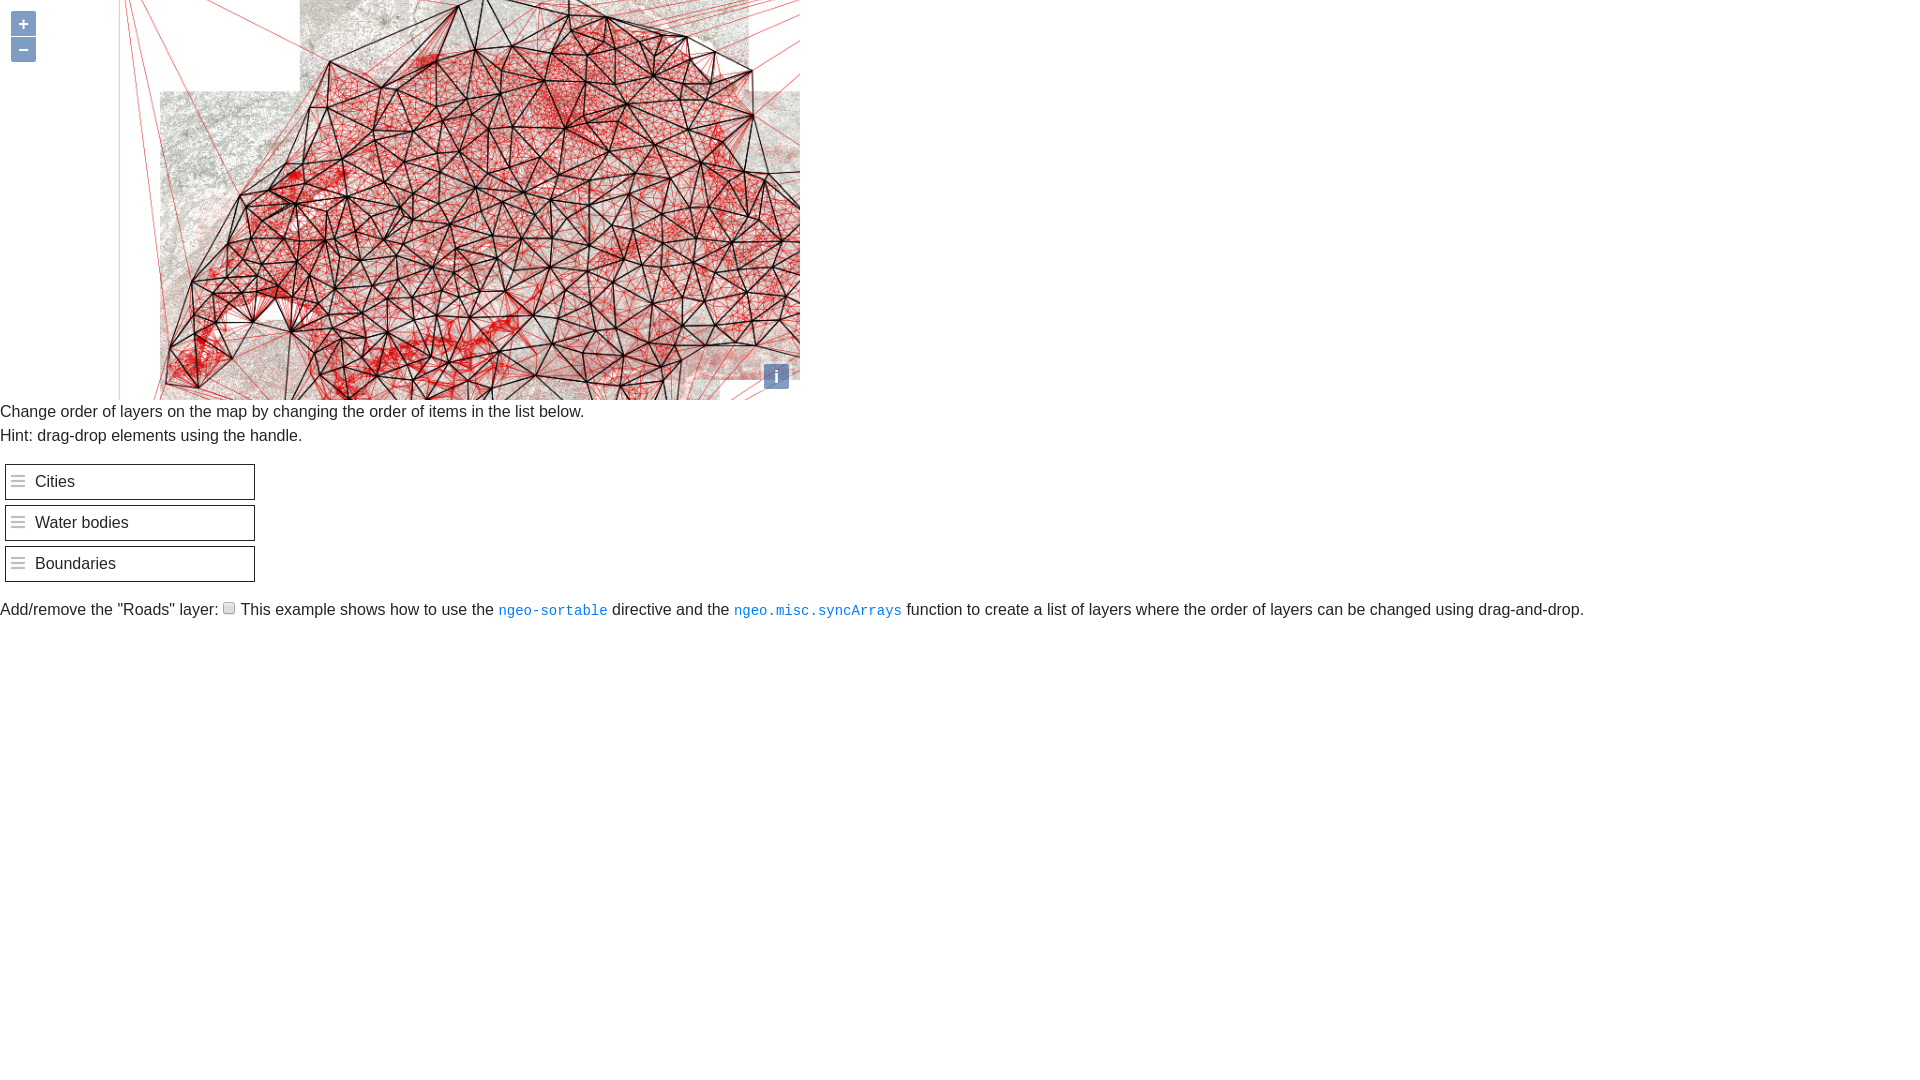 +
−
i
Change order of layers on the map by changing the order of items in the list below.
Hint: drag-drop elements using the handle.
Cities
Water bodies
Boundaries
Add/remove the "Roads" layer: This example shows how to use the ngeo-sortable directive and the ngeo.misc.syncArrays function to create a list of layers where the order of layers can be changed using drag-and-drop.